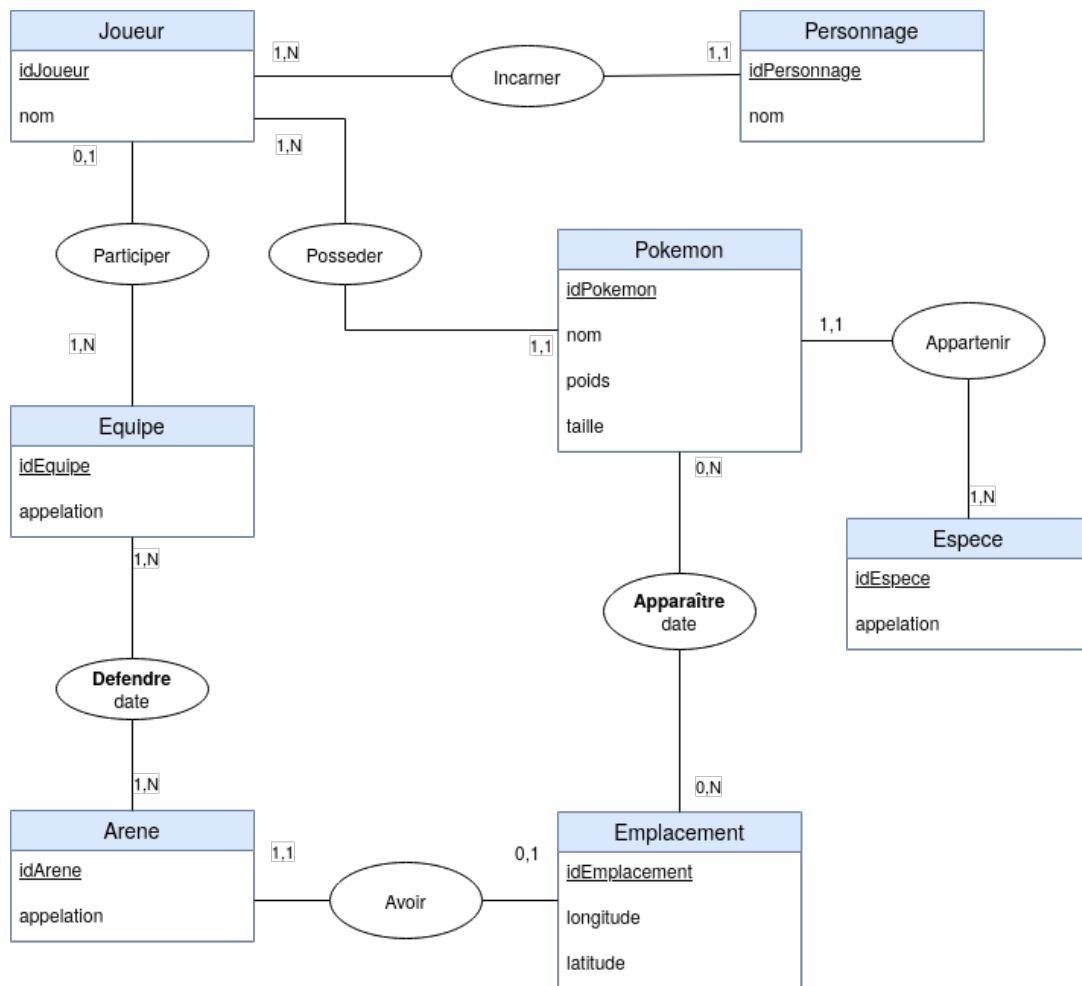 Joueur
idJoueur
nom
1,N
Incarner
1,1
Personnage
idPersonnage
nom
0,1
1,N
Participer
Posseder
1,N
1,1
Pokemon
idPokemon
nom
poids
taille
1,1
Appartenir
1,N
Espece
idEspece
appelation
Equipe
idEquipe
appelation
1,N
0,N
Apparaître
date
0,N
Defendre
date
1,N
Arene
idArene
appelation
1,1
Avoir
0,1
Emplacement
idEmplacement
longitude
latitude